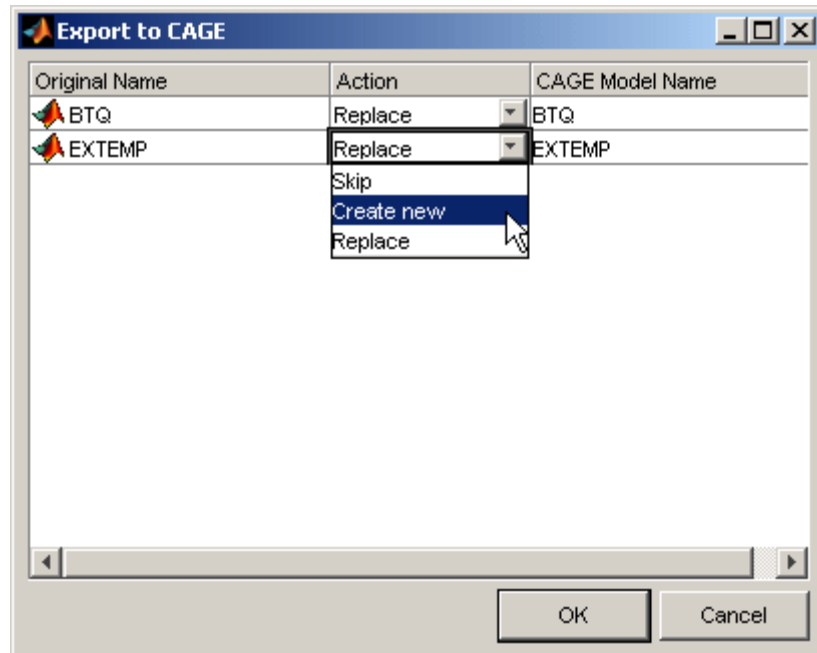 Export to CAGE
Original Name Action CAGE Model Name
BTQ Replace BTQ
EXTEMP Replace EXTEMP
Skip
Create new
Replace
OK Cancel